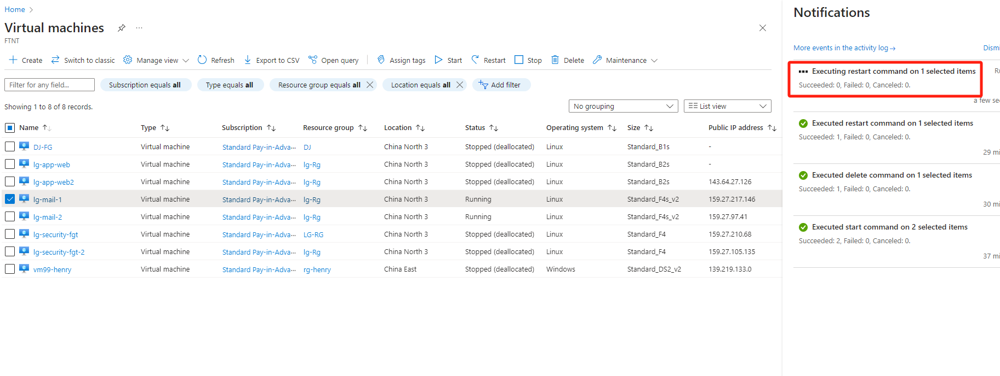 Home
Virtual machines
FTNT
Create Switch to classic Manage view Refresh Export to CSV Open query Assign tags Start Restart Stop Delete Maintenance
Filter for any field... Subscription equals all Type equals all Resource group equals all Location equals all Add filter
Showing 1 to 8 of 8 records. No grouping List view
Name Type Subscription Resource group Location Status Operating system Size Public IP address
DJ-FG Virtual machine Standard Pay-in-Adva... DJ China North 3 Stopped (deallocated) Linux Standard_B1s -
lg-app-web Virtual machine Standard Pay-in-Adva... lg-Rg China North 3 Stopped (deallocated) Linux Standard_B2s -
lg-app-web2 Virtual machine Standard Pay-in-Adva... lg-Rg China North 3 Stopped (deallocated) Linux Standard_B2s 143.64.27.126
lg-mail-1 Virtual machine Standard Pay-in-Adva... lg-Rg China North 3 Running Linux Standard_F4s_v2 159.27.217.146
lg-mail-2 Virtual machine Standard Pay-in-Adva... lg-Rg China North 3 Running Linux Standard_F4s_v2 159.27.97.41
lg-security-fgt Virtual machine Standard Pay-in-Adva... LG-RG China North 3 Stopped (deallocated) Linux Standard_F4 159.27.210.68
lg-security-fgt-2 Virtual machine Standard Pay-in-Adva... lg-Rg China North 3 Stopped (deallocated) Linux Standard_F4 159.27.105.135
vm99-henry Virtual machine Standard Pay-in-Adva... rg-henry China East Stopped (deallocated) Windows Standard_DS2_v2 139.219.133.0
Notifications
More events in the activity log → Dismi
Executing restart command on 1 selected items Ru
Succeeded: 0, Failed: 0, Canceled: 0.
a few sec
Executed restart command on 1 selected items
Succeeded: 1, Failed: 0, Canceled: 0.
29 mi
Executed delete command on 1 selected items
Succeeded: 1, Failed: 0, Canceled: 0.
30 mi
Executed start command on 2 selected items
Succeeded: 2, Failed: 0, Canceled: 0.
37 mi